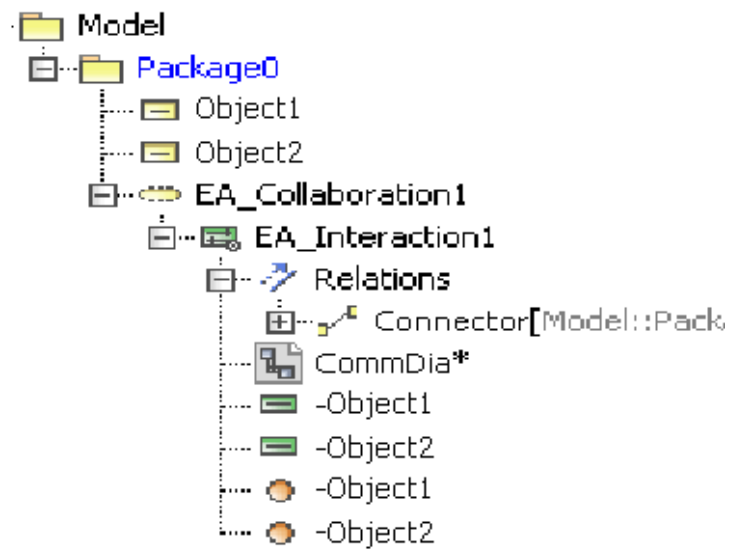 Model
Package0
Object1
Object2
EA_Collaboration1
EA_Interaction1
Relations
Connector[Model::Pack
CommDia*
-Object1
-Object2
-Object1
-Object2